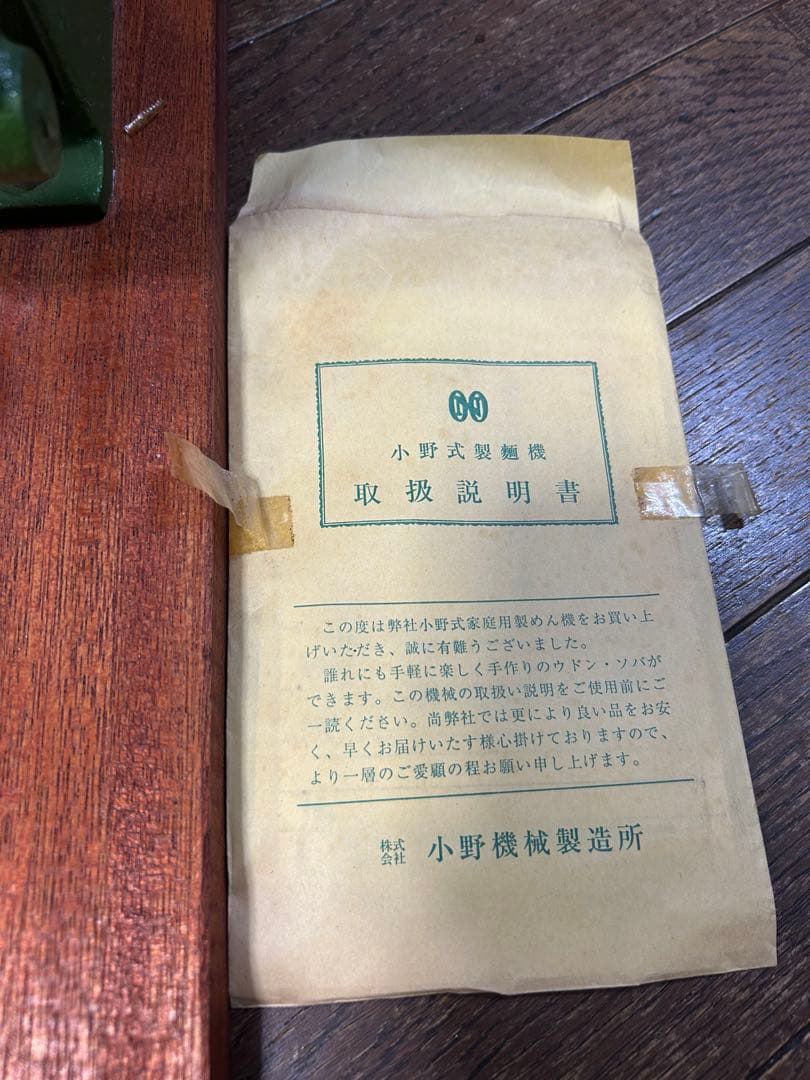 小野式製麺機
取扱説明書
この度は弊社小野式家庭用製めん機をお買い上
げいただき、誠に有難うございました。
誰れにも手軽に楽しく手作りのウドン・ソバが
できます。この機械の取扱い説明をご使用前にご
一読ください。尚弊社では更により良い品をお安
く、早くお届けいたす様心掛けておりますので、
より一層のご愛顧の程お願い申し上げます。
株式会社 小野機械製造所